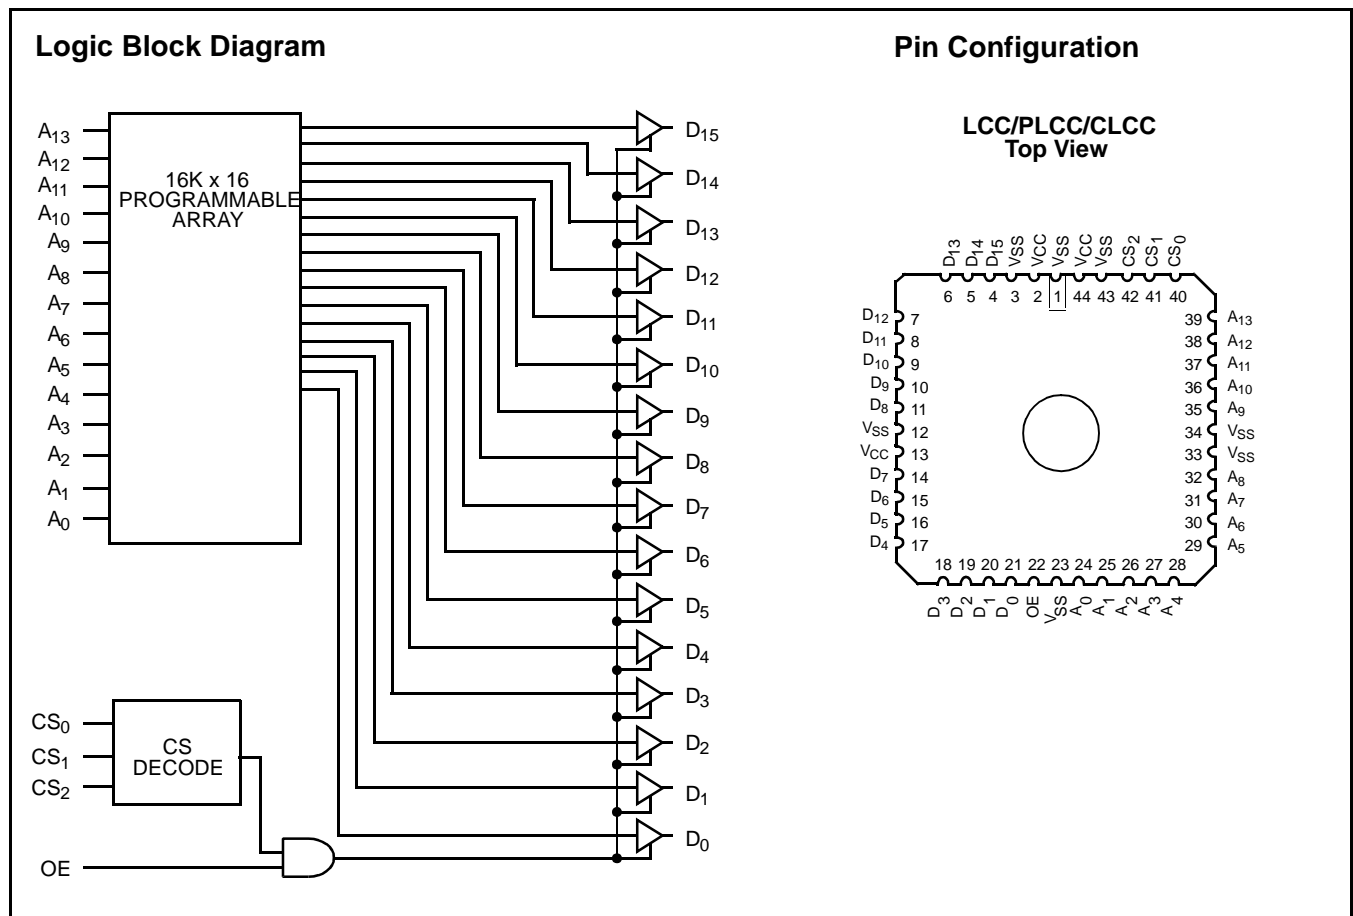 Logic Block Diagram
A13
A12
A11
A10
A9
A8
A7
A6
A5
A4
A3
A2
A1
A0
16K x 16
PROGRAMMABLE
ARRAY
D15
D14
D13
D12
D11
D10
D9
D8
D7
D6
D5
D4
D3
D2
D1
D0
CS0
CS1
CS2
CS
DECODE
OE
Pin Configuration
LCC/PLCC/CLCC
Top View
D13 D14 D15 VSS VCC VSS VCC VSS CS2 CS1 CS0
6 5 4 3 2 1 44 43 42 41 40
D12 7
D11 8
D10 9
D9 10
D8 11
VSS 12
VCC 13
D7 14
D6 15
D5 16
D4 17
39 A13
38 A12
37 A11
36 A10
35 A9
34 VSS
33 VSS
32 A8
31 A7
30 A6
29 A5
18 19 20 21 22 23 24 25 26 27 28
D3 D2 D1 D0 OE VSS A0 A1 A2 A3 A4